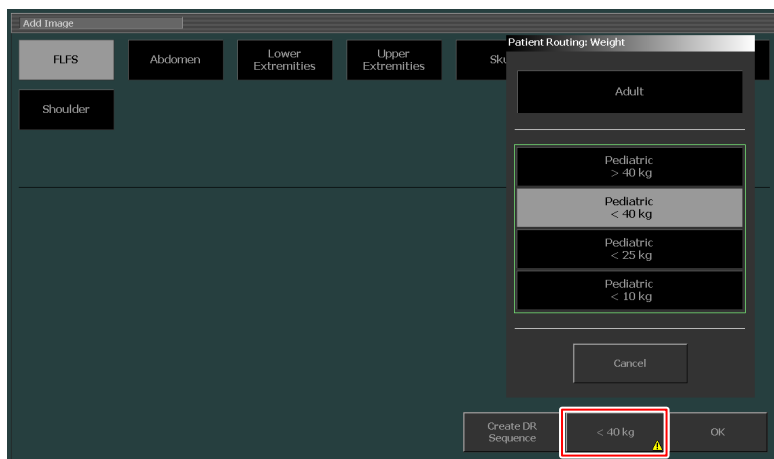 Add Image
Patient Routing: Weight
FLFS
Abdomen
Lower
Extremities
Upper
Extremities
Adult
Shoulder
Pediatric
> 40 kg
Pediatric
< 40 kg
Pediatric
< 25 kg
Pediatric
< 10 kg
Cancel
Create DR
Sequence
< 40 kg
OK